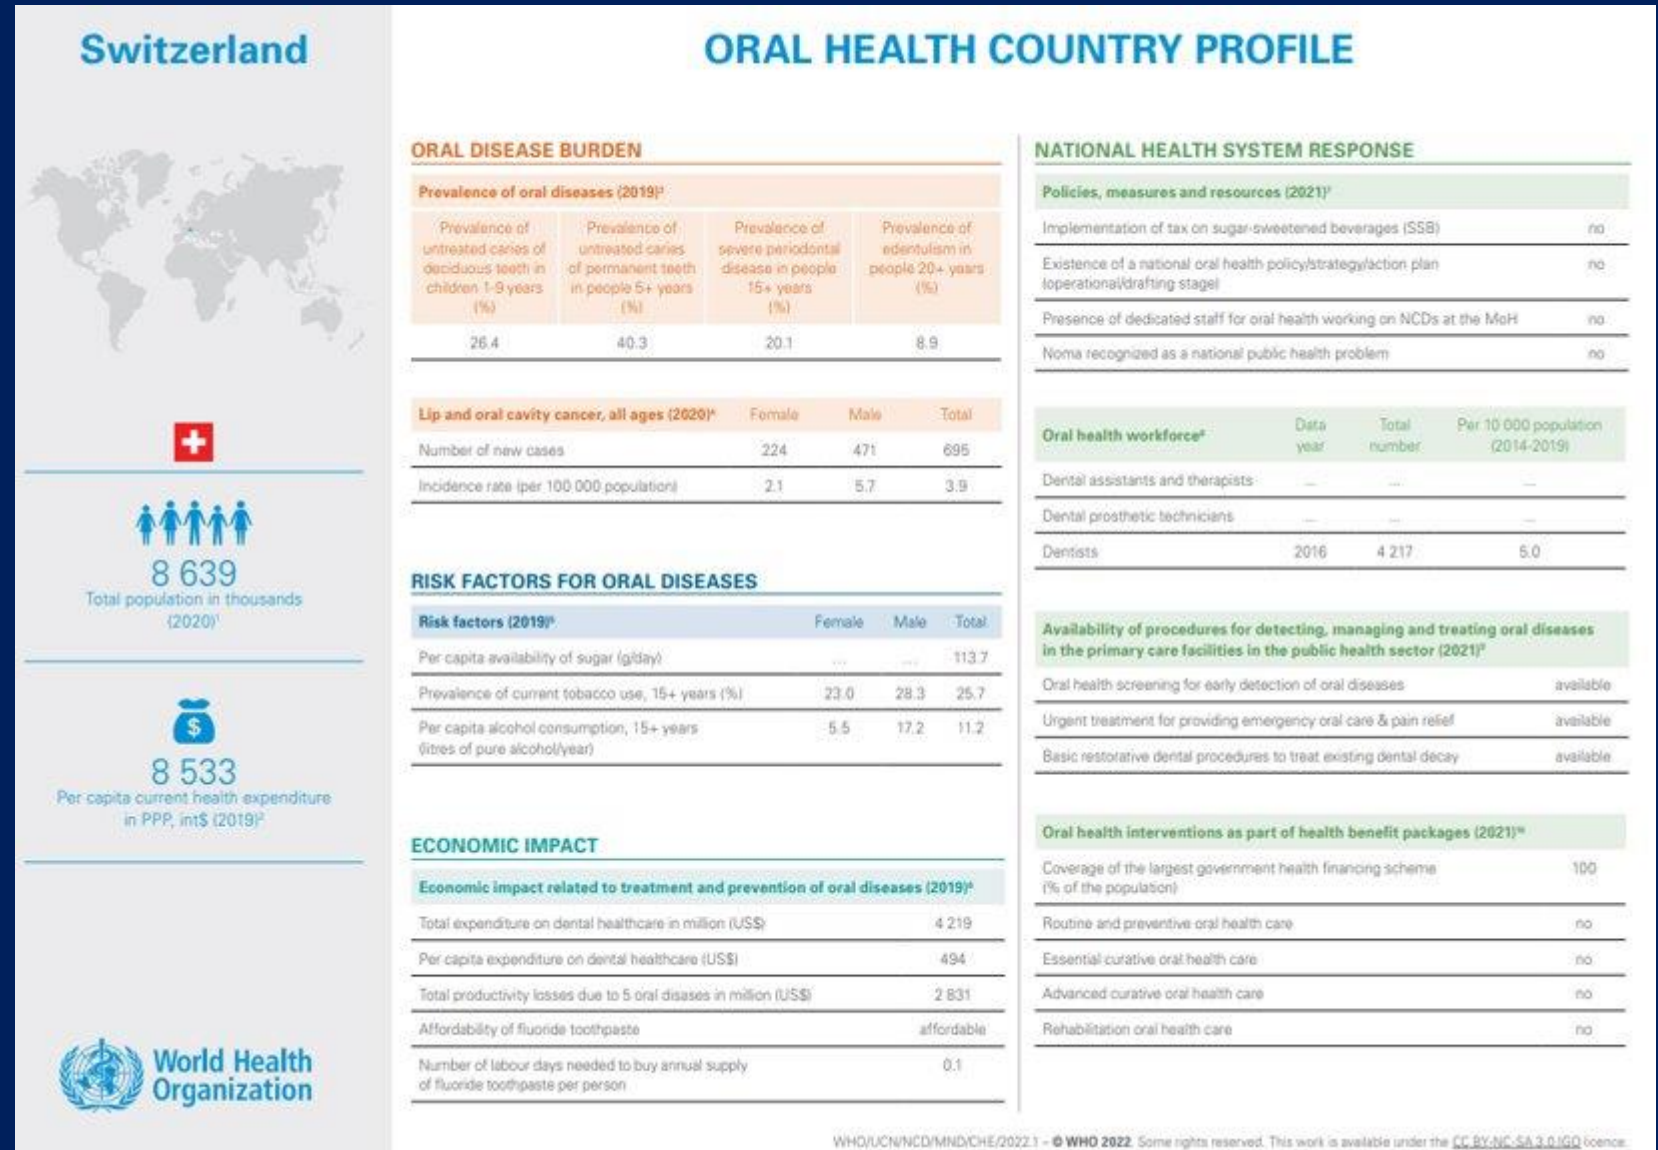 Switzerland
ORAL HEALTH COUNTRY PROFILE
8 639
Total population in thousands
(2020)¹
$
8 533
Per capita current health expenditure
in PPP, int$ (2019)²
World Health
Organization
ORAL DISEASE BURDEN
Prevalence of oral diseases (2019)³
Prevalence of untreated caries of deciduous teeth in children 1-9 years (%)
Prevalence of untreated caries of permanent teeth in people 5+ years (%)
Prevalence of severe periodontal disease in people 15+ years (%)
Prevalence of edentulism in people 20+ years (%)
26.4 40.3 20.1 8.9
Lip and oral cavity cancer, all ages (2020)⁴ Female Male Total
Number of new cases 224 471 695
Incidence rate (per 100 000 population) 2.1 5.7 3.9
RISK FACTORS FOR ORAL DISEASES
Risk factors (2019)⁵ Female Male Total
Per capita availability of sugar (g/day) ... ... 113.7
Prevalence of current tobacco use, 15+ years (%) 23.0 28.3 25.7
Per capita alcohol consumption, 15+ years 5.5 17.2 11.2
(litres of pure alcohol/year)
ECONOMIC IMPACT
Economic impact related to treatment and prevention of oral diseases (2019)⁶
Total expenditure on dental healthcare in million (US$) 4 219
Per capita expenditure on dental healthcare (US$) 494
Total productivity losses due to 5 oral disases in million (US$) 2 831
Affordability of fluoride toothpaste affordable
Number of labour days needed to buy annual supply 0.1
of fluoride toothpaste per person
NATIONAL HEALTH SYSTEM RESPONSE
Policies, measures and resources (2021)⁷
Implementation of tax on sugar-sweetened beverages (SSB) no
Existence of a national oral health policy/strategy/action plan no
(operational/drafting stage)
Presence of dedicated staff for oral health working on NCDs at the MoH no
Noma recognized as a national public health problem no
Oral health workforce⁸ Data year Total number Per 10 000 population (2014-2019)
Dental assistants and therapists ... ... ...
Dental prosthetic technicians ... ... ...
Dentists 2016 4 217 5.0
Availability of procedures for detecting, managing and treating oral diseases
in the primary care facilities in the public health sector (2021)⁹
Oral health screening for early detection of oral diseases available
Urgent treatment for providing emergency oral care & pain relief available
Basic restorative dental procedures to treat existing dental decay available
Oral health interventions as part of health benefit packages (2021)¹⁰
Coverage of the largest government health financing scheme 100
(% of the population)
Routine and preventive oral health care no
Essential curative oral health care no
Advanced curative oral health care no
Rehabilitation oral health care no
WHO/UCN/NCD/MND/CHE/2022.1 – © WHO 2022. Some rights reserved. This work is available under the CC BY-NC-SA 3.0 IGO licence.